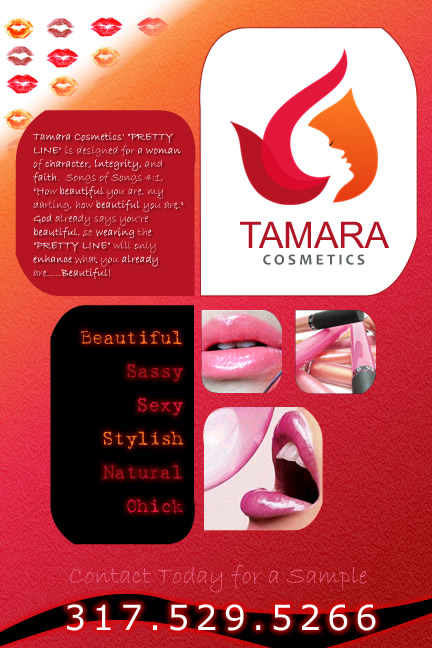 Tamara Cosmetics' "PRETTY
LINE" is designed for a woman
of character, integrity, and
faith. Songs of Songs 4:1,
"How beautiful you are, my
darling, how beautiful you are."
God already says you're
beautiful, so wearing the
"PRETTY LINE" will only
enhance what you already
are.....Beautiful!
TAMARA
COSMETICS
Beautiful
Sassy
Sexy
Stylish
Natural
Chick
Contact Today for a Sample
317.529.5266